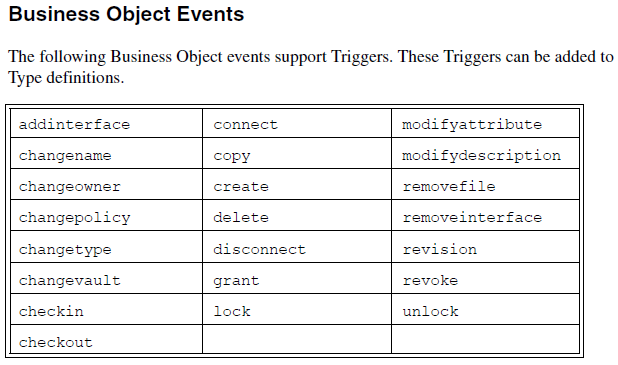 Business Object Events
The following Business Object events support Triggers. These Triggers can be added to
Type definitions.
addinterface connect modifyattribute
changename copy modifydescription
changeowner create removefile
changepolicy delete removeinterface
changetype disconnect revision
changevault grant revoke
checkin lock unlock
checkout